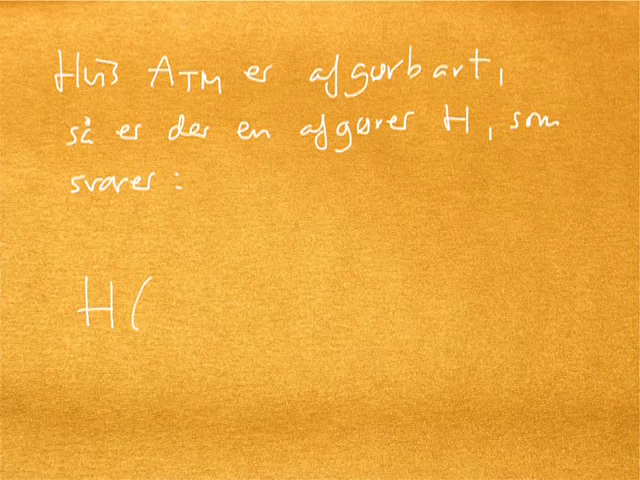 Hvis A_TM er afgørbart,
så er der en afgører H, som
svarer:
H(